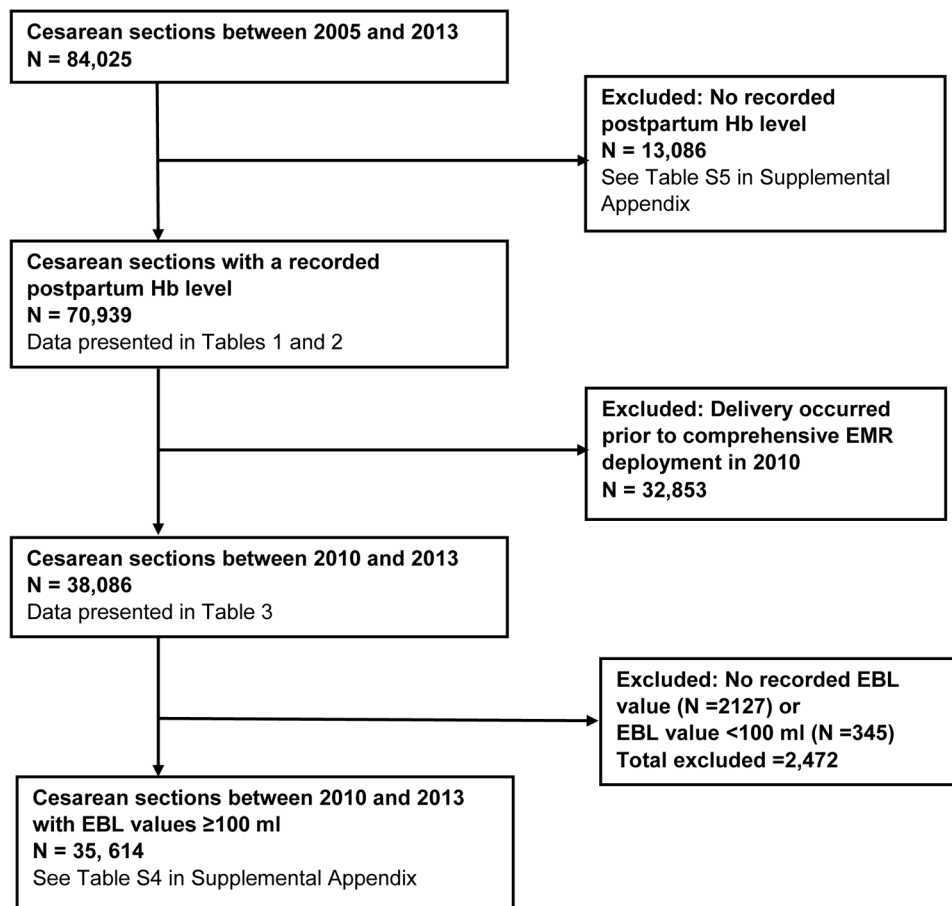 Cesarean sections between 2005 and 2013
N = 84,025
Excluded: No recorded
postpartum Hb level
N = 13,086
See Table S5 in Supplemental
Appendix
Cesarean sections with a recorded
postpartum Hb level
N = 70,939
Data presented in Tables 1 and 2
Excluded: Delivery occurred
prior to comprehensive EMR
deployment in 2010
N = 32,853
Cesarean sections between 2010 and 2013
N = 38,086
Data presented in Table 3
Excluded: No recorded EBL
value (N =2127) or
EBL value <100 ml (N =345)
Total excluded =2,472
Cesarean sections between 2010 and 2013
with EBL values ≥100 ml
N = 35, 614
See Table S4 in Supplemental Appendix